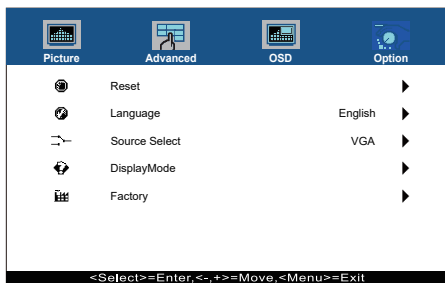 Picture Advanced OSD Option
Reset
Language English
Source Select VGA
DisplayMode
Factory
<Select>=Enter,<-,+>=Move,<Menu>=Exit